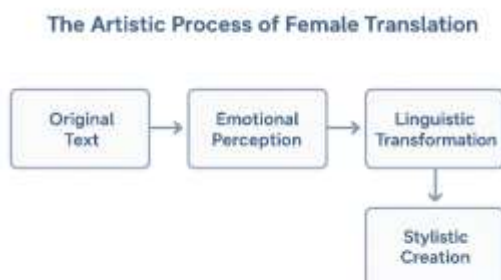 The Artistic Process of Female Translation
Original
Text
Emotional
Perception
Linguistic
Transformation
Stylistic
Creation